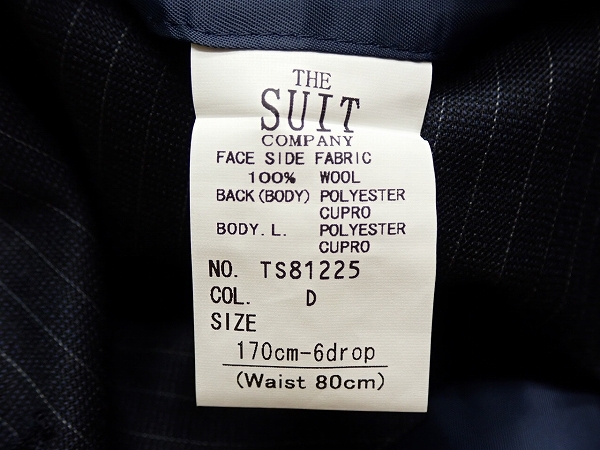 THE
SUIT
COMPANY
FACE SIDE FABRIC
100% WOOL
BACK(BODY) POLYESTER
CUPRO
BODY. L. POLYESTER
CUPRO
NO. TS81225
COL. D
SIZE
170cm-6drop
(Waist 80cm)